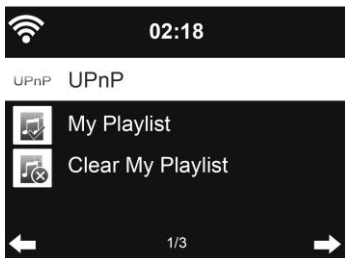 02:18
UPnP UPnP
My Playlist
Clear My Playlist
1/3